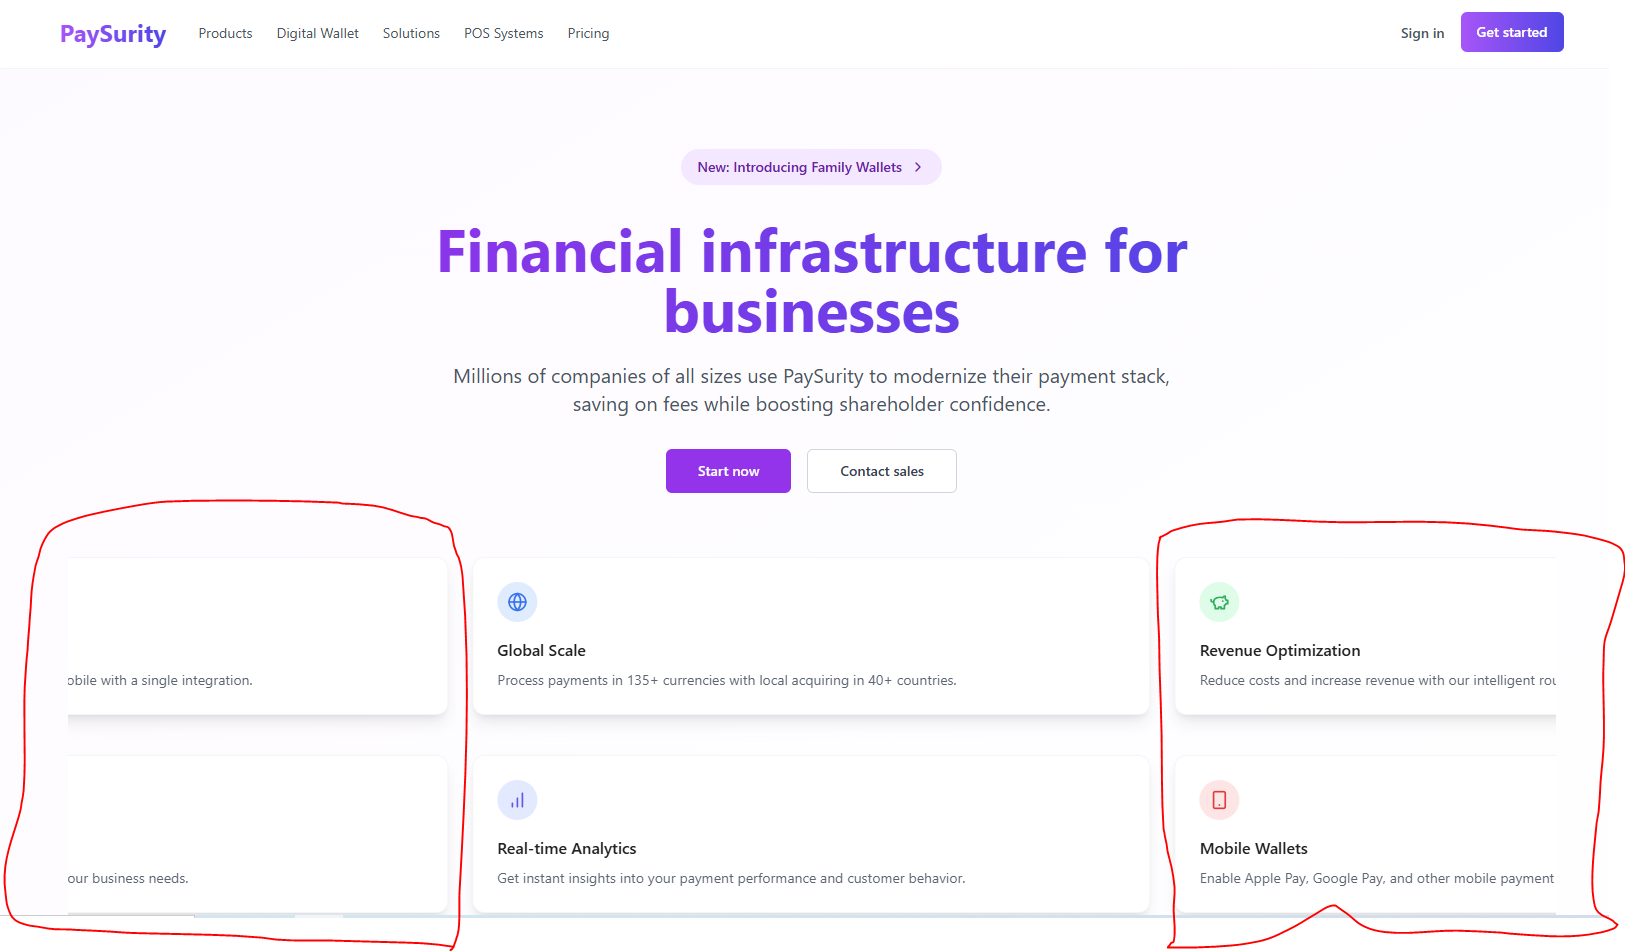 PaySurity Products Digital Wallet Solutions POS Systems Pricing Sign in Get started
New: Introducing Family Wallets
Financial infrastructure for
businesses
Millions of companies of all sizes use PaySurity to modernize their payment stack,
saving on fees while boosting shareholder confidence.
Start now Contact sales
with a single integration.
Global Scale
Process payments in 135+ currencies with local acquiring in 40+ countries.
Revenue Optimization
Reduce costs and increase revenue with our intelligent
our business needs.
Real-time Analytics
Get instant insights into your payment performance and customer behavior.
Mobile Wallets
Enable Apple Pay, Google Pay, and other mobile payment